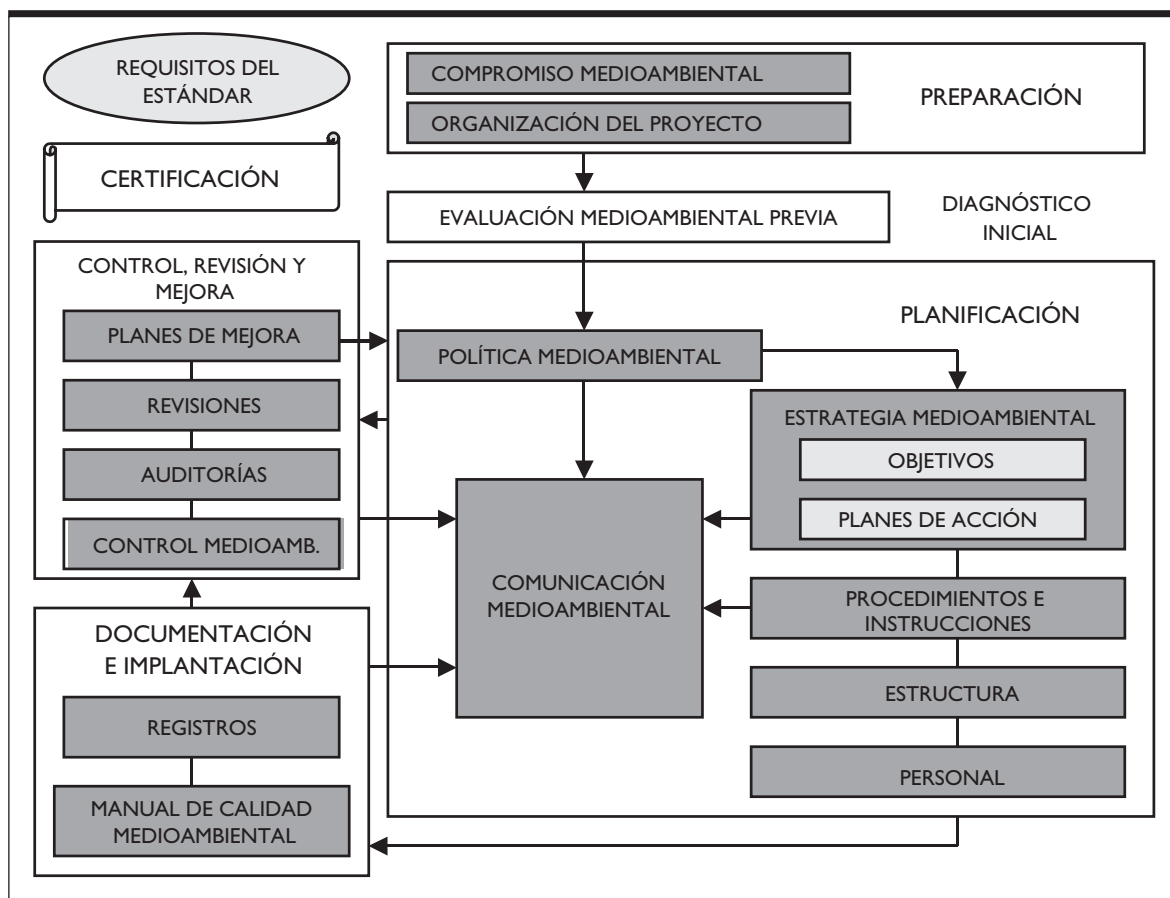 REQUISITOS DEL
ESTÁNDAR
CERTIFICACIÓN
COMPROMISO MEDIOAMBIENTAL
ORGANIZACIÓN DEL PROYECTO
PREPARACIÓN
EVALUACIÓN MEDIOAMBIENTAL PREVIA
DIAGNÓSTICO
INICIAL
CONTROL, REVISIÓN Y
MEJORA
PLANES DE MEJORA
REVISIONES
AUDITORÍAS
CONTROL MEDIOAMB.
PLANIFICACIÓN
POLÍTICA MEDIOAMBIENTAL
ESTRATEGIA MEDIOAMBIENTAL
OBJETIVOS
PLANES DE ACCIÓN
COMUNICACIÓN
MEDIOAMBIENTAL
PROCEDIMIENTOS E
INSTRUCCIONES
ESTRUCTURA
PERSONAL
DOCUMENTACIÓN
E IMPLANTACIÓN
REGISTROS
MANUAL DE CALIDAD
MEDIOAMBIENTAL